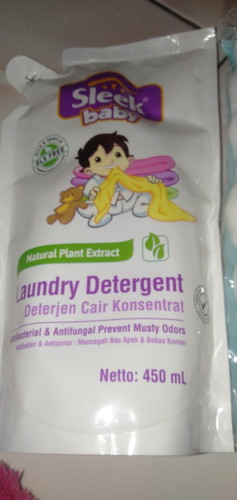 Sleek
baby
Natural Plant Extract
Laundry Detergent
Deterjen Cair Konsentrat
Antibacterial & Antifungal Prevent Musty Odors
Antibakteri & Antijamur : Mencegah Bau Apek & Bebas Kuman
Netto: 450 mL